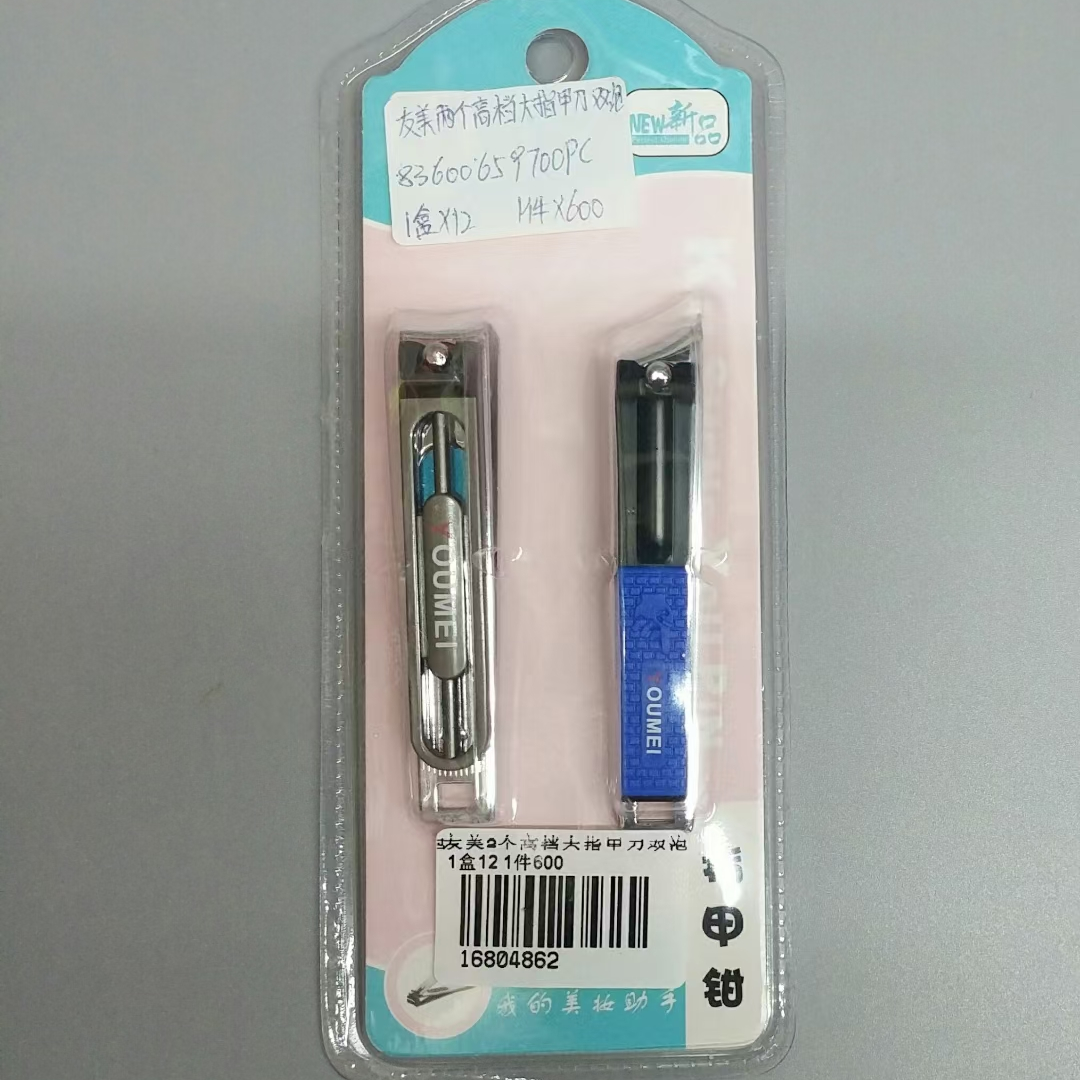 友美两个高档大指甲刀双泡
83600659700PC
1盒X12 1件X600
NEW新品
YOUMEI
YOUMEI
友美2个高档大指甲刀双泡
1盒12 1件600
16804862
指甲钳
我的美妆助手